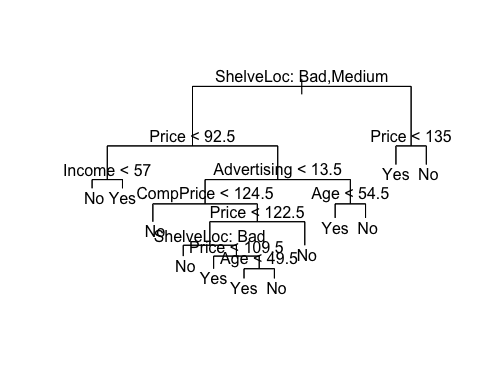 ShelveLoc: Bad,Medium
Price < 92.5
Price < 135
Income < 57
Advertising < 13.5
Yes No
No Yes
CompPrice < 124.5
Age < 54.5
Price < 122.5
No
Yes No
ShelveLoc: Bad
Price < 109.5
No
No
Age < 49.5
Yes
Yes No